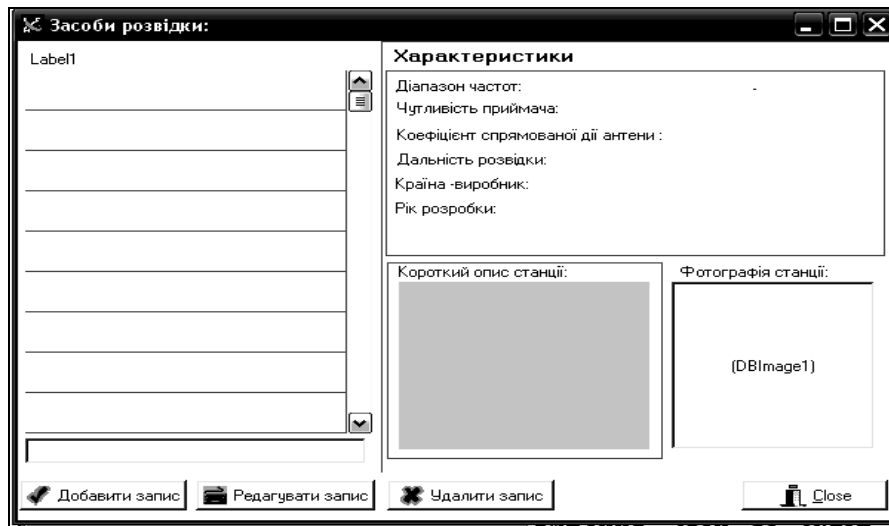 Засоби розвідки:
Label1
Характеристики
Діапазон частот: -
Чутливість приймача:
Коефіцієнт спрямованої дії антени :
Дальність розвідки:
Країна -виробник:
Рік розробки:
Короткий опис станції:
Фотографія станції:
(DBImage1)
Добавити запис
Редагувати запис
Удалити запис
Close